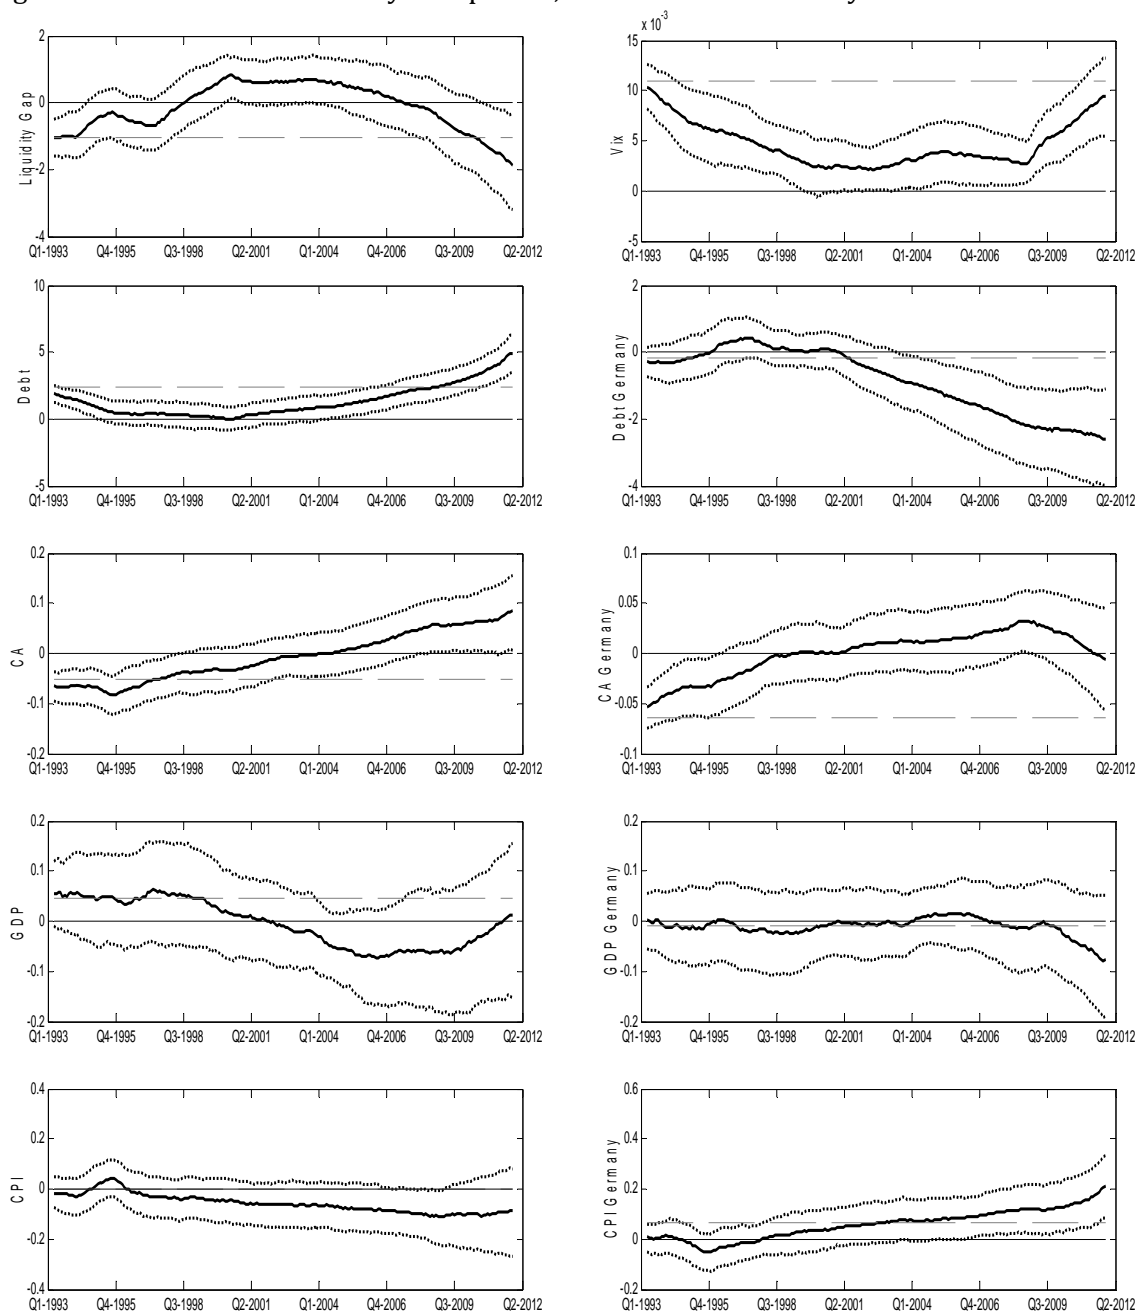 x 10⁻³
2
0
-2
-4
Liquidity Gap
Q1-1993 Q4-1995 Q3-1998 Q2-2001 Q1-2004 Q4-2006 Q3-2009 Q2-2012
15
10
5
0
-5
Vix
Q1-1993 Q4-1995 Q3-1998 Q2-2001 Q1-2004 Q4-2006 Q3-2009 Q2-2012
10
5
0
-5
Debt
Q1-1993 Q4-1995 Q3-1998 Q2-2001 Q1-2004 Q4-2006 Q3-2009 Q2-2012
2
0
-2
-4
Debt Germany
Q1-1993 Q4-1995 Q3-1998 Q2-2001 Q1-2004 Q4-2006 Q3-2009 Q2-2012
0.2
0.1
0
-0.1
-0.2
CA
Q1-1993 Q4-1995 Q3-1998 Q2-2001 Q1-2004 Q4-2006 Q3-2009 Q2-2012
0.1
0.05
0
-0.05
-0.1
CA Germany
Q1-1993 Q4-1995 Q3-1998 Q2-2001 Q1-2004 Q4-2006 Q3-2009 Q2-2012
0.2
0.1
0
-0.1
-0.2
GDP
Q1-1993 Q4-1995 Q3-1998 Q2-2001 Q1-2004 Q4-2006 Q3-2009 Q2-2012
0.2
0.1
0
-0.1
-0.2
GDP Germany
Q1-1993 Q4-1995 Q3-1998 Q2-2001 Q1-2004 Q4-2006 Q3-2009 Q2-2012
0.4
0.2
0
-0.2
-0.4
CPI
Q1-1993 Q4-1995 Q3-1998 Q2-2001 Q1-2004 Q4-2006 Q3-2009 Q2-2012
0.6
0.4
0.2
0
-0.2
CPI Germany
Q1-1993 Q4-1995 Q3-1998 Q2-2001 Q1-2004 Q4-2006 Q3-2009 Q2-2012